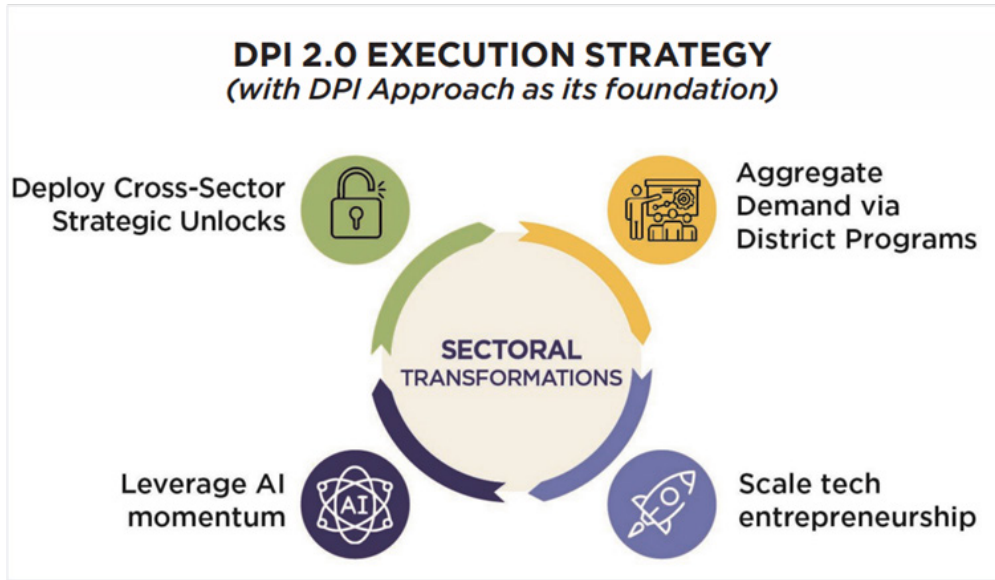 DPI 2.0 EXECUTION STRATEGY
(with DPI Approach as its foundation)
Deploy Cross-Sector
Strategic Unlocks
Aggregate
Demand via
District Programs
SECTORAL
TRANSFORMATIONS
Leverage AI
momentum
AI
Scale tech
entrepreneurship